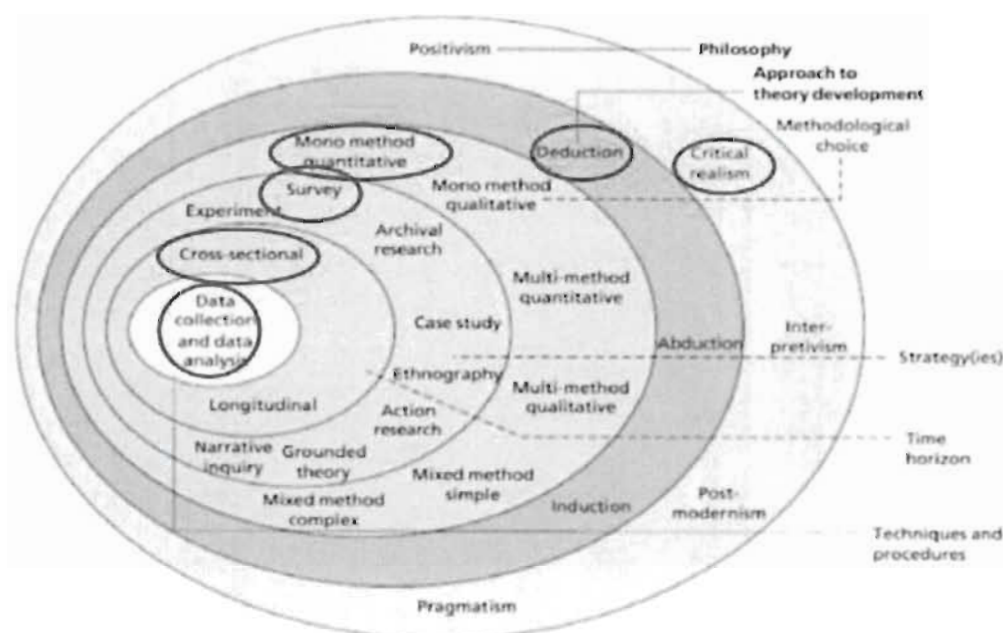 Positivism
Philosophy
Approach to
theory development
Methodological
choice
Mono method
quantitative
Deduction
Critical
realism
Survey
Mono method
qualitative
Experiment
Archival
research
Cross-sectional
Multi-method
quantitative
Data
collection
and data
analysis
Case study
Abduction
Inter-
pretivism
Strategy(ies)
Ethnography
Multi-method
qualitative
Longitudinal
Action
research
Time
horizon
Narrative
inquiry
Grounded
theory
Mixed method
simple
Mixed method
complex
Induction
Post-
modernism
Techniques and
procedures
Pragmatism